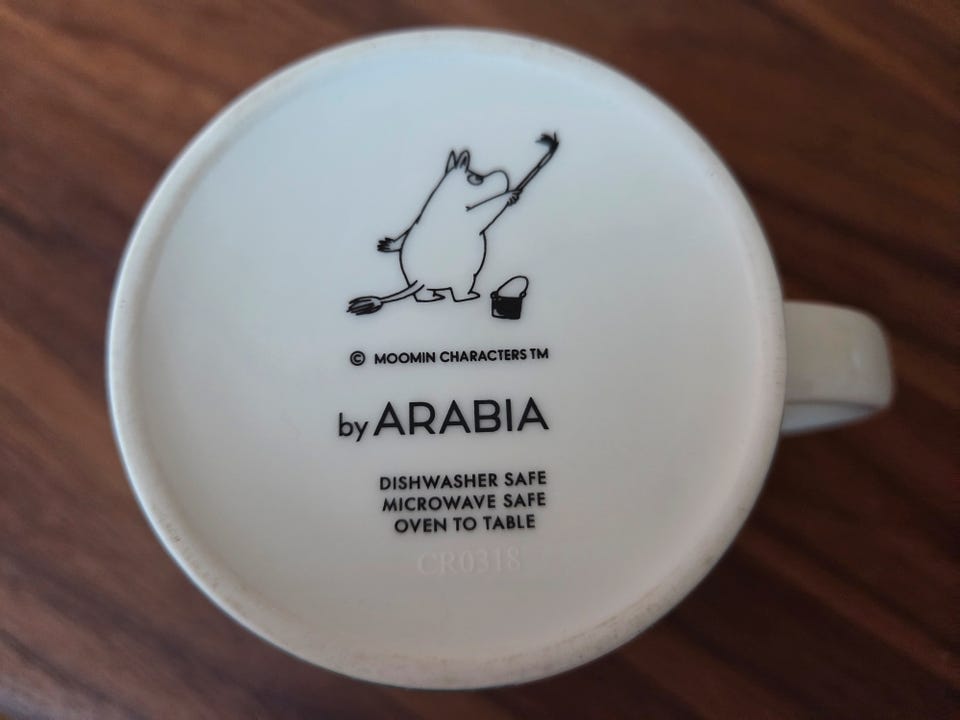 © MOOMIN CHARACTERS TM
by ARABIA
DISHWASHER SAFE
MICROWAVE SAFE
OVEN TO TABLE
CR0318